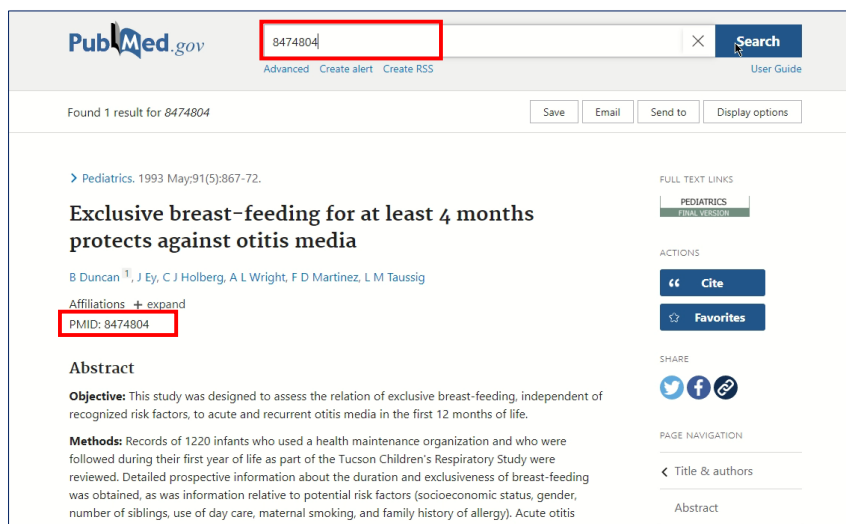 PubMed.gov
8474804
Search
Advanced Create alert Create RSS
User Guide
Found 1 result for 8474804
Save
Email
Send to
Display options
Pediatrics. 1993 May;91(5):867-72.
Exclusive breast-feeding for at least 4 months
protects against otitis media
B Duncan 1, J Ey, C J Holberg, A L Wright, F D Martinez, L M Taussig
Affiliations + expand
PMID: 8474804
Abstract
Objective: This study was designed to assess the relation of exclusive breast-feeding, independent of
recognized risk factors, to acute and recurrent otitis media in the first 12 months of life.
Methods: Records of 1220 infants who used a health maintenance organization and who were
followed during their first year of life as part of the Tucson Children's Respiratory Study were
reviewed. Detailed prospective information about the duration and exclusiveness of breast-feeding
was obtained, as was information relative to potential risk factors (socioeconomic status, gender,
number of siblings, use of day care, maternal smoking, and family history of allergy). Acute otitis
FULL TEXT LINKS
PEDIATRICS
FINAL VERSION
ACTIONS
Cite
Favorites
SHARE
PAGE NAVIGATION
Title & authors
Abstract